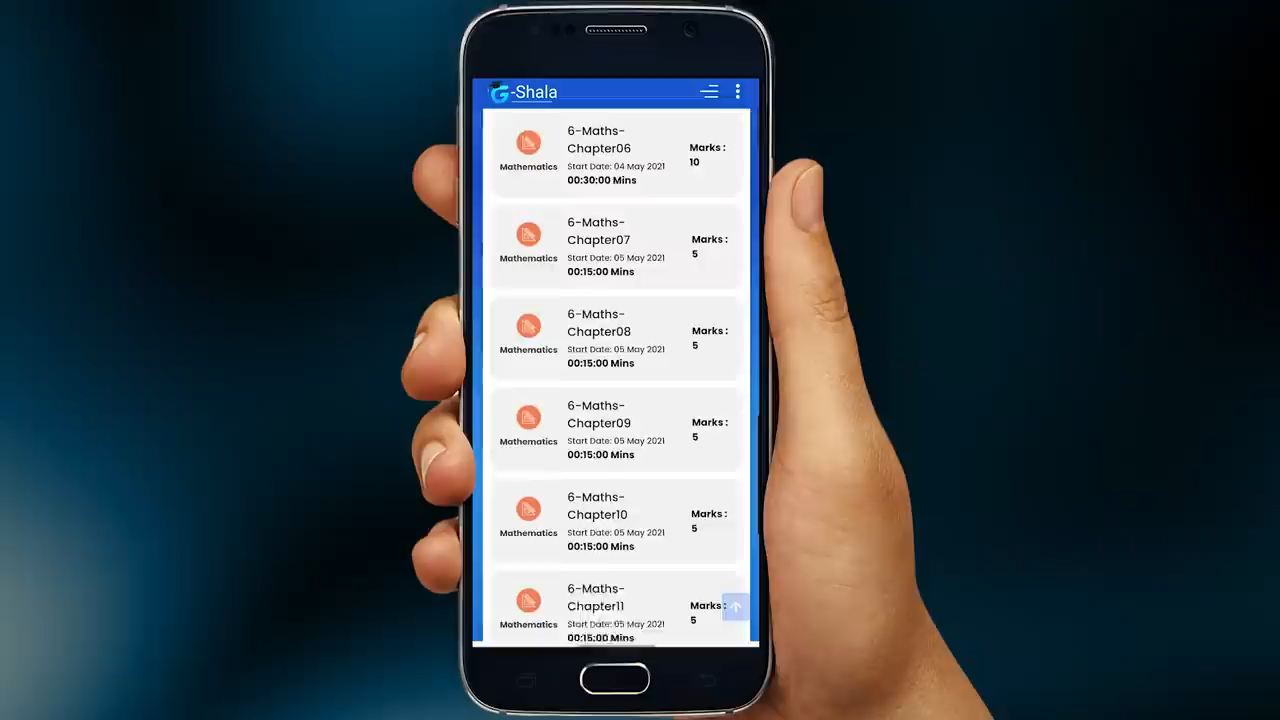 G-Shala
6-Maths-
Chapter06
Mathematics
Start Date: 04 May 2021
00:30:00 Mins
Marks :
10
6-Maths-
Chapter07
Mathematics
Start Date: 05 May 2021
00:15:00 Mins
Marks :
5
6-Maths-
Chapter08
Mathematics
Start Date: 05 May 2021
00:15:00 Mins
Marks :
5
6-Maths-
Chapter09
Mathematics
Start Date: 05 May 2021
00:15:00 Mins
Marks :
5
6-Maths-
Chapter10
Mathematics
Start Date: 05 May 2021
00:15:00 Mins
Marks :
5
6-Maths-
Chapter11
Mathematics
Start Date: 05 May 2021
00:15:00 Mins
Marks :
5